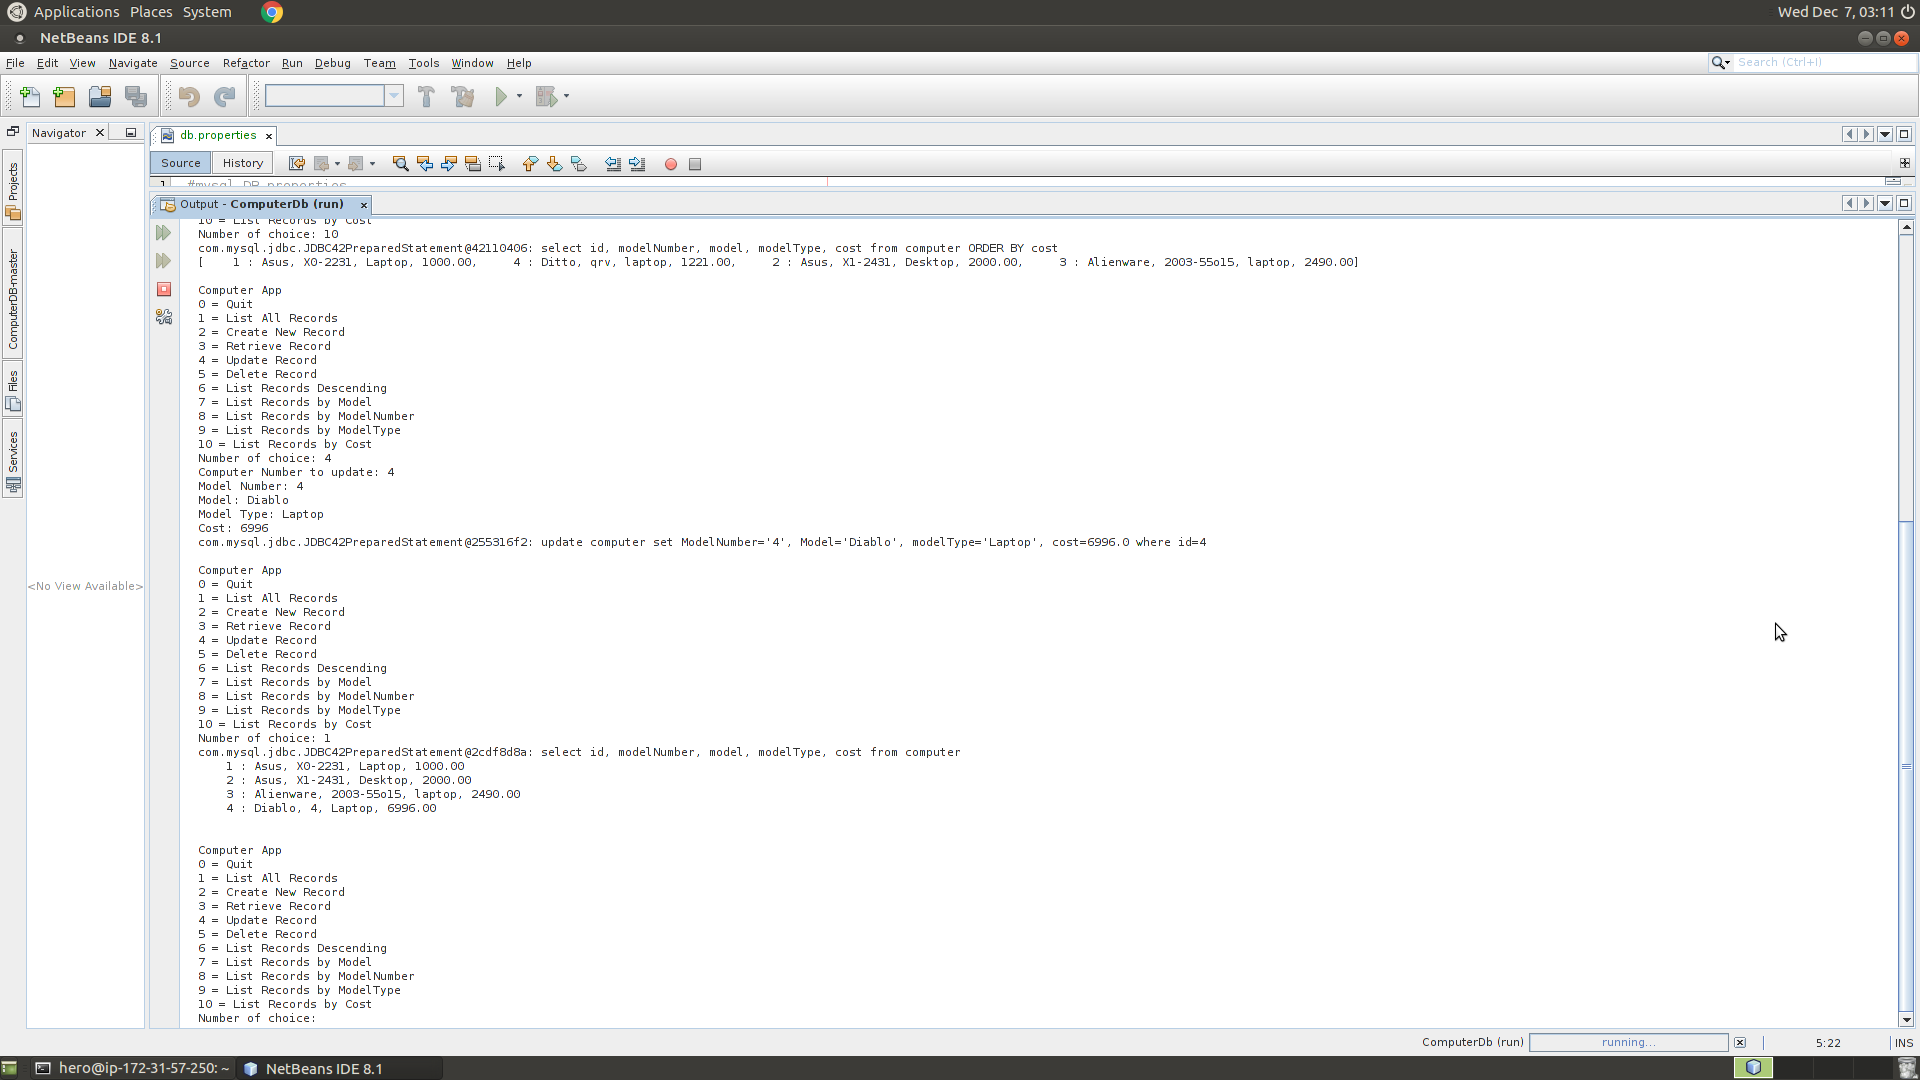 Applications Places System Wed Dec 7, 03:11
NetBeans IDE 8.1
File Edit View Navigate Source Refactor Run Debug Team Tools Window Help Search (Ctrl+I)
Navigator db.properties
Source History
1 #mysql DB properties
Output - ComputerDb (run)
Projects
ComputerDB-master
Files
Services
<No View Available>
10 = List Records by Cost
Number of choice: 10
com.mysql.jdbc.JDBC42PreparedStatement@42110406: select id, modelNumber, model, modelType, cost from computer ORDER BY cost
[    1 : Asus, X0-2231, Laptop, 1000.00,     4 : Ditto, qrv, laptop, 1221.00,     2 : Asus, X1-2431, Desktop, 2000.00,     3 : Alienware, 2003-55o15, laptop, 2490.00]
Computer App
0 = Quit
1 = List All Records
2 = Create New Record
3 = Retrieve Record
4 = Update Record
5 = Delete Record
6 = List Records Descending
7 = List Records by Model
8 = List Records by ModelNumber
9 = List Records by ModelType
10 = List Records by Cost
Number of choice: 4
Computer Number to update: 4
Model Number: 4
Model: Diablo
Model Type: Laptop
Cost: 6996
com.mysql.jdbc.JDBC42PreparedStatement@255316f2: update computer set ModelNumber='4', Model='Diablo', modelType='Laptop', cost=6996.0 where id=4
Computer App
0 = Quit
1 = List All Records
2 = Create New Record
3 = Retrieve Record
4 = Update Record
5 = Delete Record
6 = List Records Descending
7 = List Records by Model
8 = List Records by ModelNumber
9 = List Records by ModelType
10 = List Records by Cost
Number of choice: 1
com.mysql.jdbc.JDBC42PreparedStatement@2cdf8d8a: select id, modelNumber, model, modelType, cost from computer
1 : Asus, X0-2231, Laptop, 1000.00
2 : Asus, X1-2431, Desktop, 2000.00
3 : Alienware, 2003-55o15, laptop, 2490.00
4 : Diablo, 4, Laptop, 6996.00
Computer App
0 = Quit
1 = List All Records
2 = Create New Record
3 = Retrieve Record
4 = Update Record
5 = Delete Record
6 = List Records Descending
7 = List Records by Model
8 = List Records by ModelNumber
9 = List Records by ModelType
10 = List Records by Cost
Number of choice:
ComputerDb (run) running... 5:22 INS
hero@ip-172-31-57-250: ~ NetBeans IDE 8.1